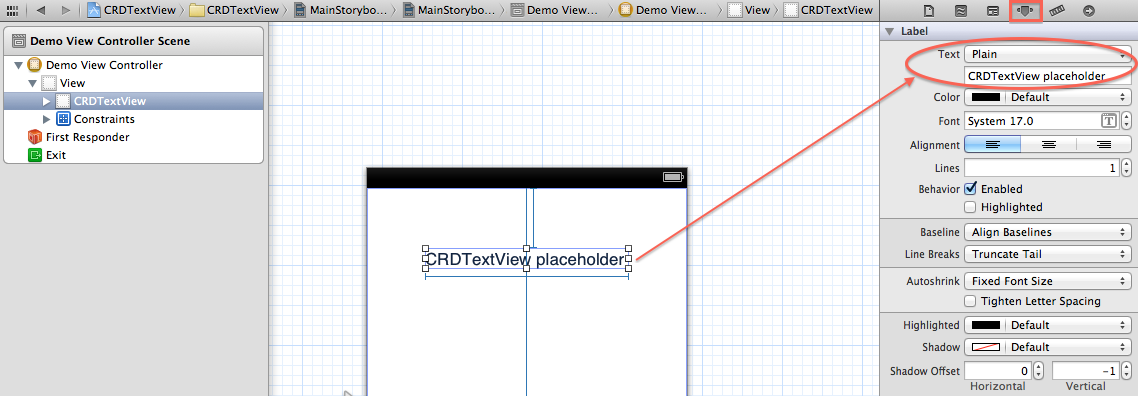 CRDTextView CRDTextView MainStorybo... MainStorybo... Demo View... Demo View... View CRDTextView
Demo View Controller Scene
Demo View Controller
View
CRDTextView
Constraints
First Responder
Exit
CRDTextView placeholder
Label
Text Plain
CRDTextView placeholder
Color Default
Font System 17.0 T
Alignment
Lines 1
Behavior Enabled
Highlighted
Baseline Align Baselines
Line Breaks Truncate Tail
Autoshrink Fixed Font Size
Tighten Letter Spacing
Highlighted Default
Shadow Default
Shadow Offset 0 -1
Horizontal Vertical